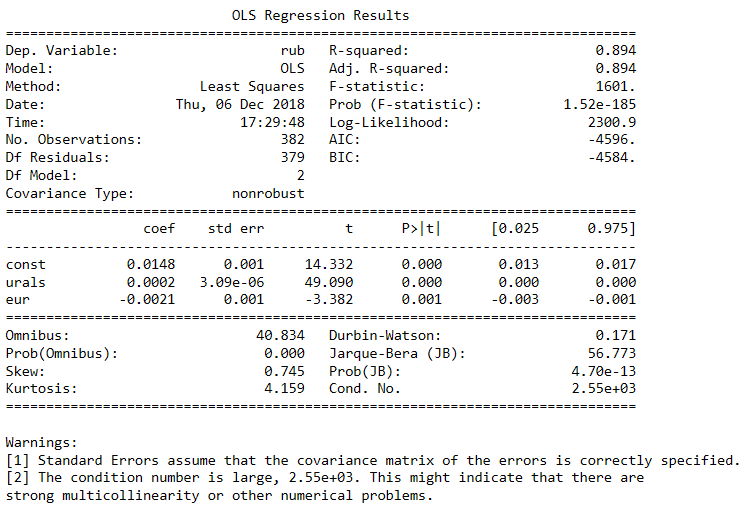 OLS Regression Results
==============================================================================
Dep. Variable:                    rub   R-squared:                       0.894
Model:                            OLS   Adj. R-squared:                  0.894
Method:                 Least Squares   F-statistic:                     1601.
Date:                Thu, 06 Dec 2018   Prob (F-statistic):          1.52e-185
Time:                        17:29:48   Log-Likelihood:                 2300.9
No. Observations:                 382   AIC:                            -4596.
Df Residuals:                     379   BIC:                            -4584.
Df Model:                           2
Covariance Type:            nonrobust
==============================================================================
                 coef    std err          t      P>|t|      [0.025      0.975]
------------------------------------------------------------------------------
const          0.0148      0.001     14.332      0.000       0.013       0.017
urals          0.0002   3.09e-06     49.090      0.000       0.000       0.000
eur           -0.0021      0.001     -3.382      0.001      -0.003      -0.001
==============================================================================
Omnibus:                       40.834   Durbin-Watson:                   0.171
Prob(Omnibus):                  0.000   Jarque-Bera (JB):               56.773
Skew:                           0.745   Prob(JB):                     4.70e-13
Kurtosis:                       4.159   Cond. No.                     2.55e+03
==============================================================================

Warnings:
[1] Standard Errors assume that the covariance matrix of the errors is correctly specified.
[2] The condition number is large, 2.55e+03. This might indicate that there are
strong multicollinearity or other numerical problems.